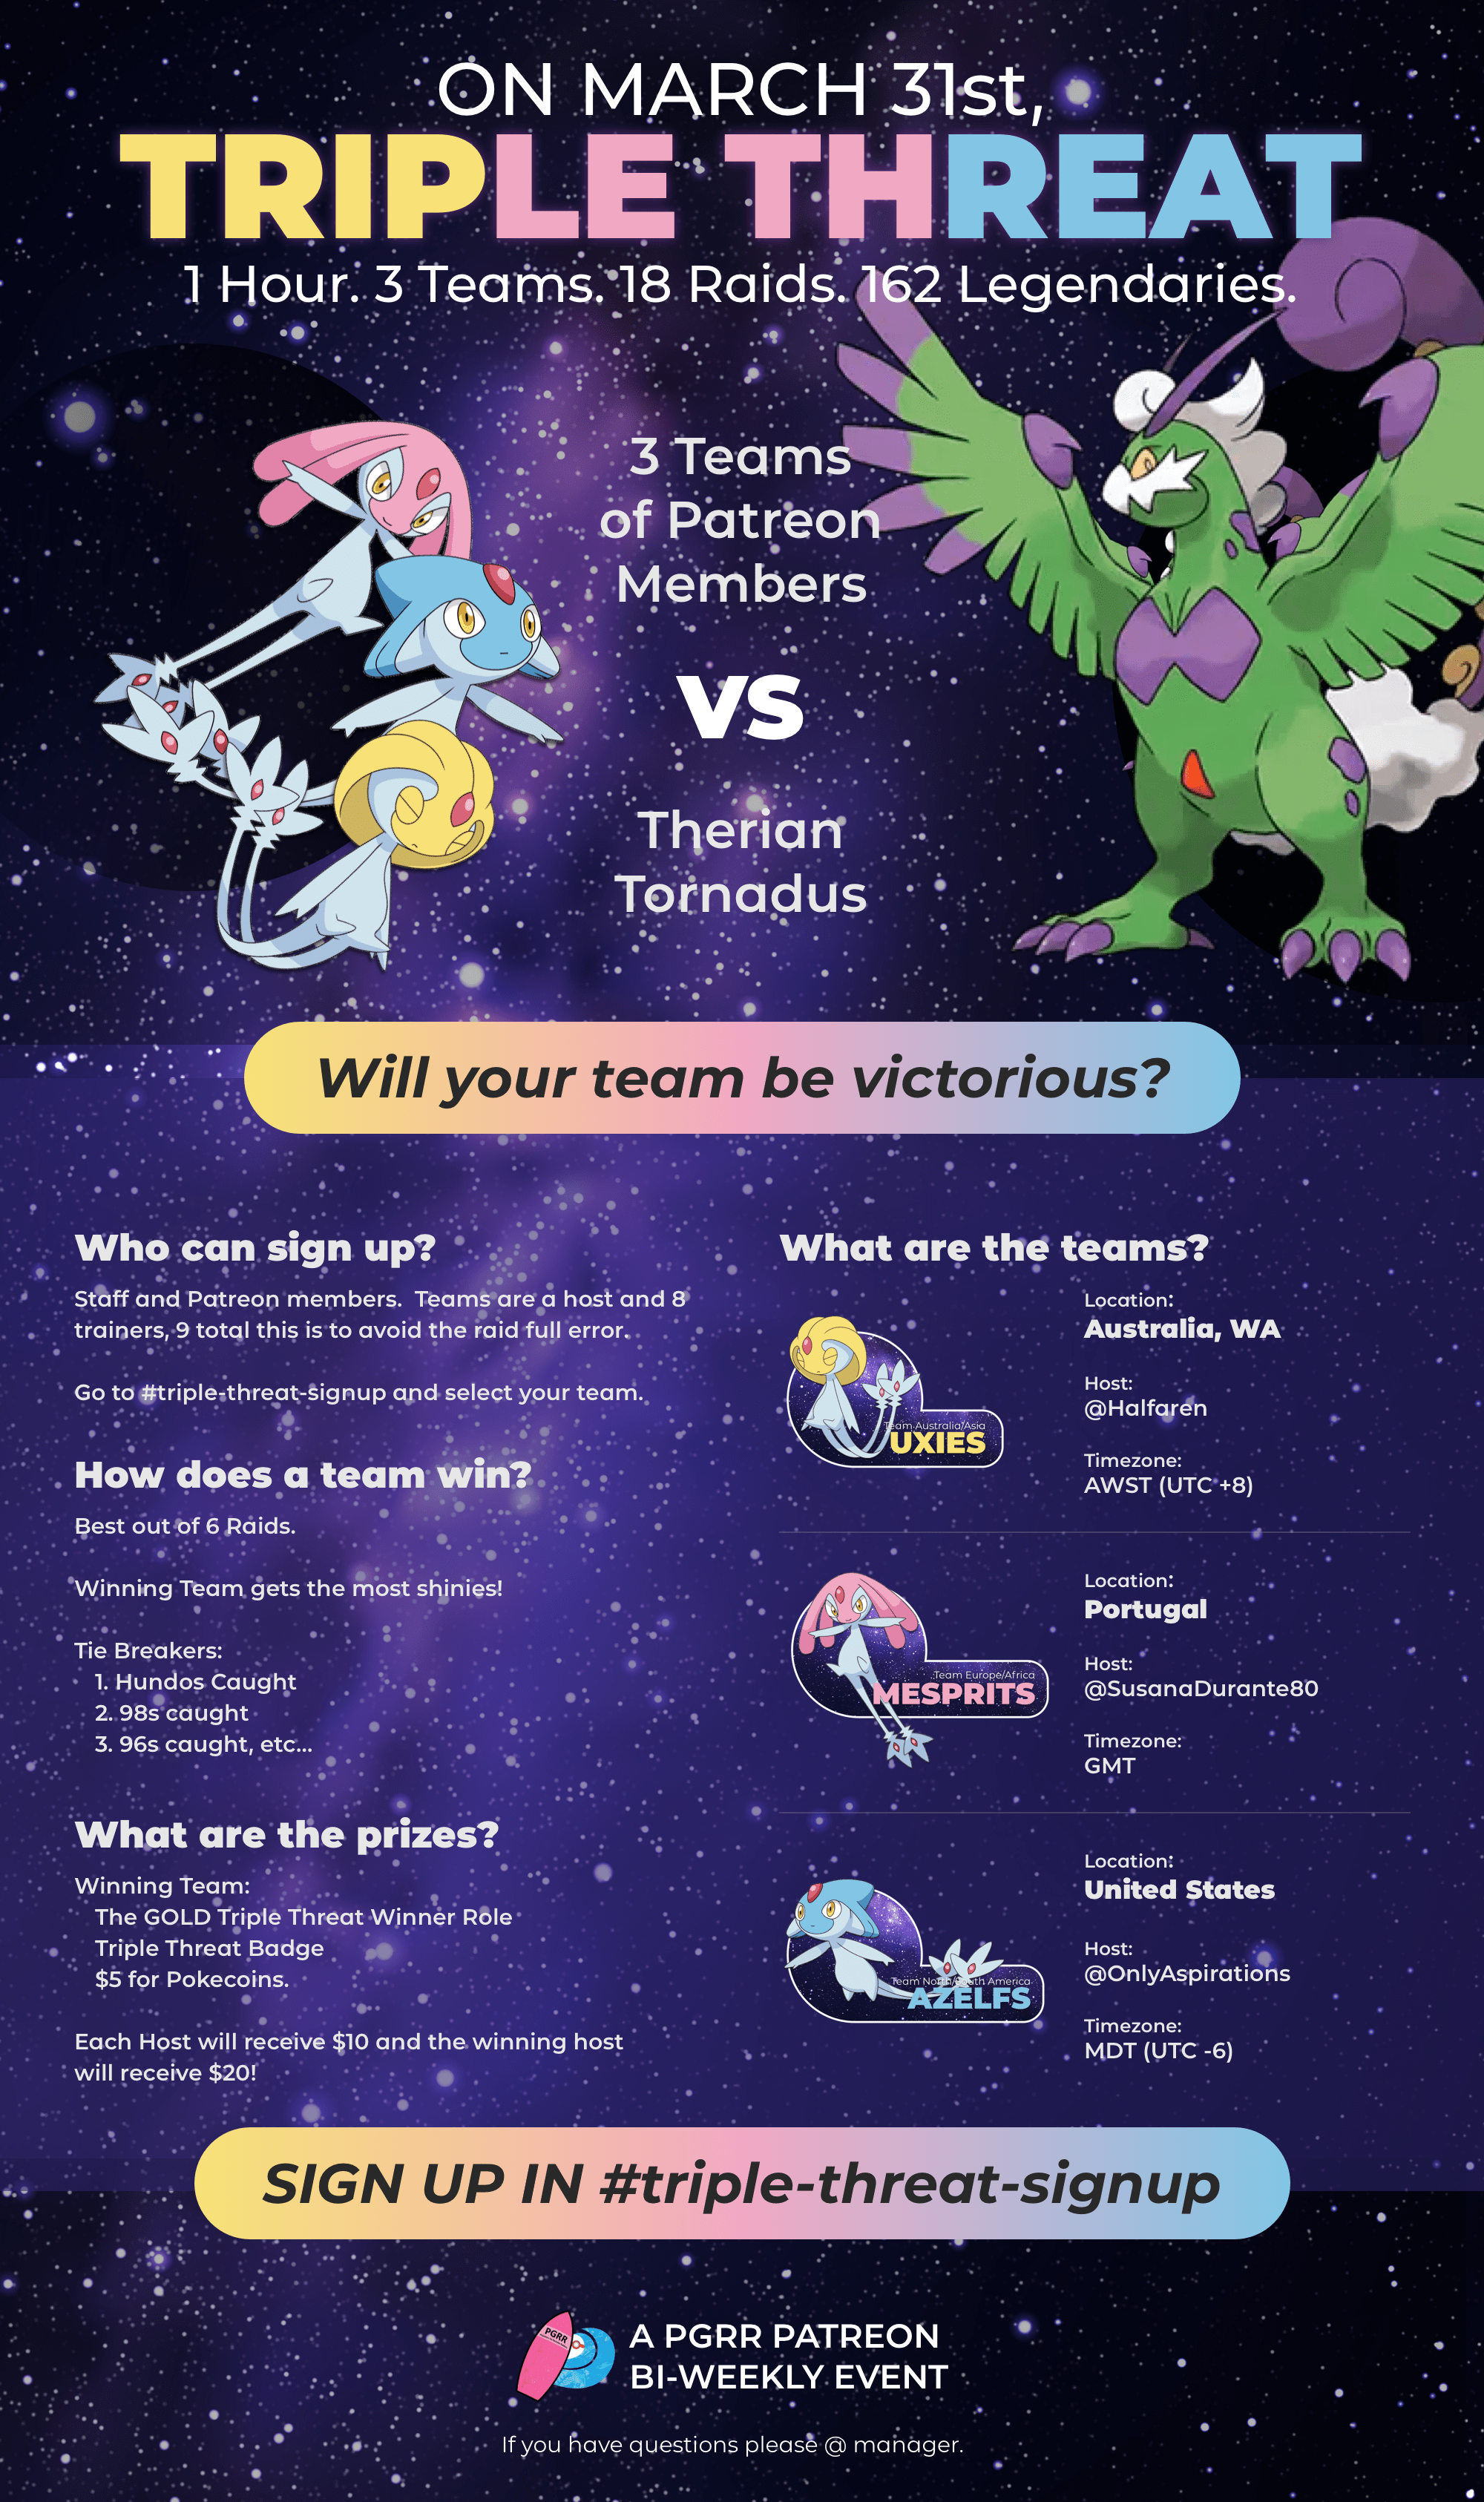 ON MARCH 31st,
TRIPLE THREAT
1 Hour. 3 Teams. 18 Raids. 162 Legendaries.
3 Teams
of Patreon
Members
VS
Therian
Tornadus
Will your team be victorious?
Who can sign up?
Staff and Patreon members.  Teams are a host and 8
trainers, 9 total this is to avoid the raid full error.
Go to #triple-threat-signup and select your team.
How does a team win?
Best out of 6 Raids.
Winning Team gets the most shinies!
Tie Breakers:
1. Hundos Caught
2. 98s caught
3. 96s caught, etc...
What are the prizes?
Winning Team:
The GOLD Triple Threat Winner Role
Triple Threat Badge
$5 for Pokecoins.
Each Host will receive $10 and the winning host
will receive $20!
What are the teams?
Team Australia/Asia
UXIES
Location:
Australia, WA
Host:
@Halfaren
Timezone:
AWST (UTC +8)
Team Europe/Africa
MESPRITS
Location:
Portugal
Host:
@SusanaDurante80
Timezone:
GMT
Team North/South America
AZELFS
Location:
United States
Host:
@OnlyAspirations
Timezone:
MDT (UTC -6)
SIGN UP IN #triple-threat-signup
PGRR
A PGRR PATREON
BI-WEEKLY EVENT
If you have questions please @ manager.